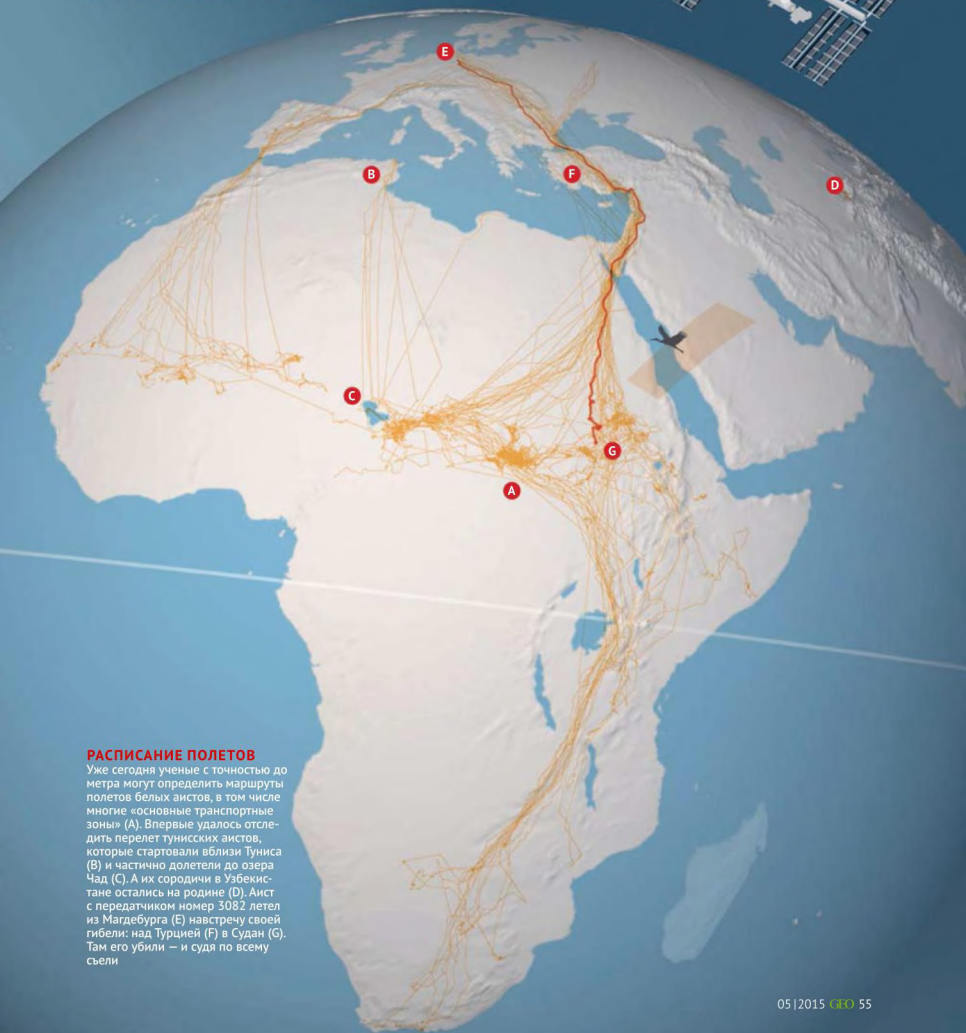 E
B
F
D
C
G
A
РАСПИСАНИЕ ПОЛЕТОВ
Уже сегодня ученые с точностью до
метра могут определить маршруты
полетов белых аистов, в том числе
многие «основные транспортные
зоны» (A). Впервые удалось отсле-
дить перелет тунисских аистов,
которые стартовали вблизи Туниса
(B) и частично долетели до озера
Чад (C). А их сородичи в Узбекис-
тане остались на родине (D). Аист
с передатчиком номер 3082 летел
из Магдебурга (E) навстречу своей
гибели: над Турцией (F) в Судан (G).
Там его убили — и судя по всему
съели
05|2015 GEO 55